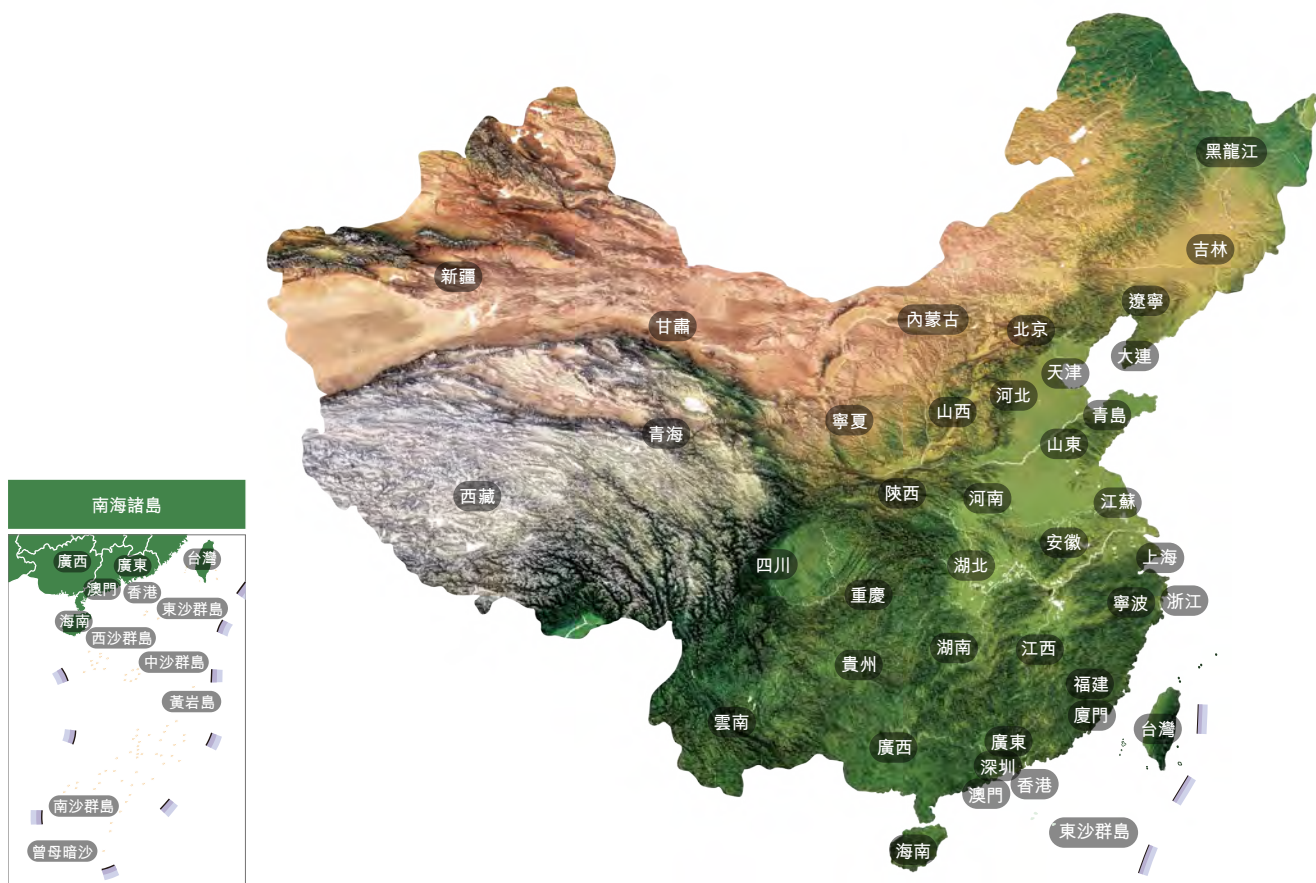 黑龍江
吉林
新疆
遼寧
內蒙古
甘肅
北京
大連
天津
河北
山西
青島
寧夏
青海
山東
西藏
陝西
河南
江蘇
安徽
上海
四川
湖北
重慶
寧波
浙江
湖南
江西
貴州
福建
廈門
雲南
台灣
廣西
廣東
深圳
香港
澳門
東沙群島
海南
南海諸島
廣西
廣東
台灣
澳門
香港
東沙群島
海南
西沙群島
中沙群島
黃岩島
南沙群島
曾母暗沙